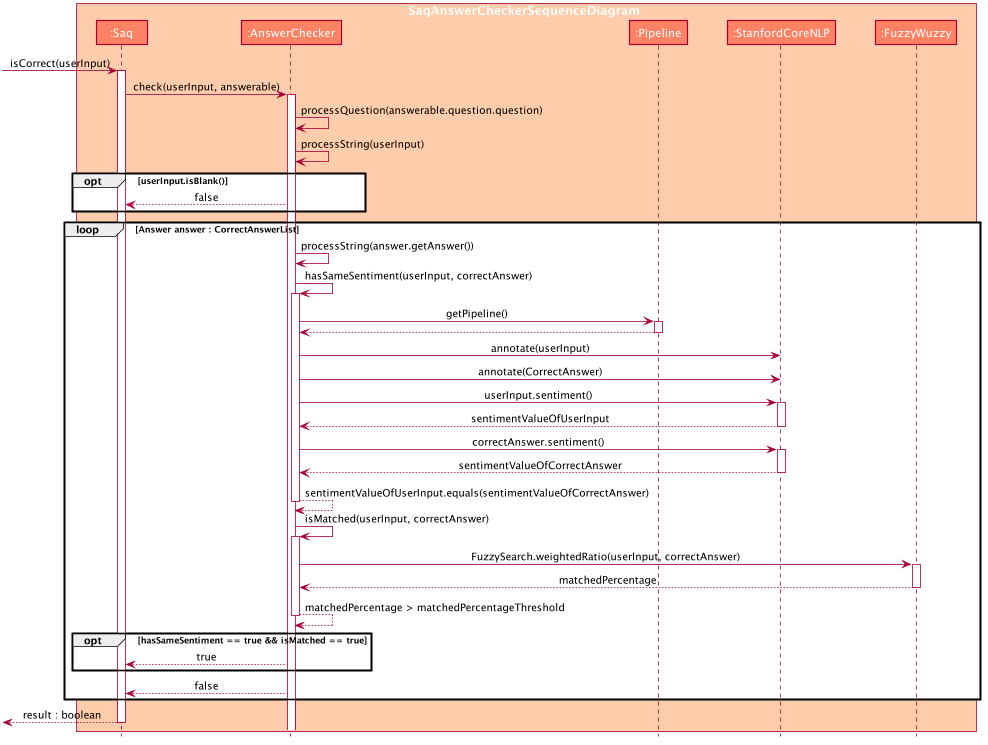 SaqAnswerCheckerSequenceDiagram
:Saq
:AnswerChecker
:Pipeline
:StanfordCoreNLP
:FuzzyWuzzy
isCorrect(userInput)
check(userInput, answerable)
processQuestion(answerable.question.question)
processString(userInput)
opt
[userInput.isBlank()]
false
loop
[Answer answer : CorrectAnswerList]
processString(answer.getAnswer())
hasSameSentiment(userInput, correctAnswer)
getPipeline()
annotate(userInput)
annotate(CorrectAnswer)
userInput.sentiment()
sentimentValueOfUserInput
correctAnswer.sentiment()
sentimentValueOfCorrectAnswer
sentimentValueOfUserInput.equals(sentimentValueOfCorrectAnswer)
isMatched(userInput, correctAnswer)
FuzzySearch.weightedRatio(userInput, correctAnswer)
matchedPercentage
matchedPercentage > matchedPercentageThreshold
opt
[hasSameSentiment == true && isMatched == true]
true
false
result : boolean